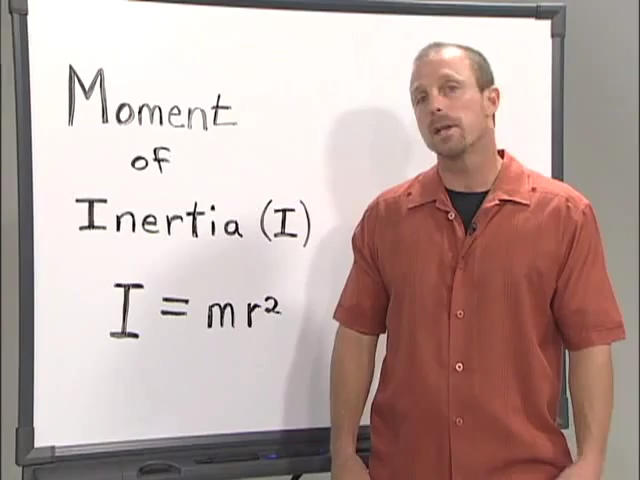 Moment
of
Inertia (I)
I = mr²